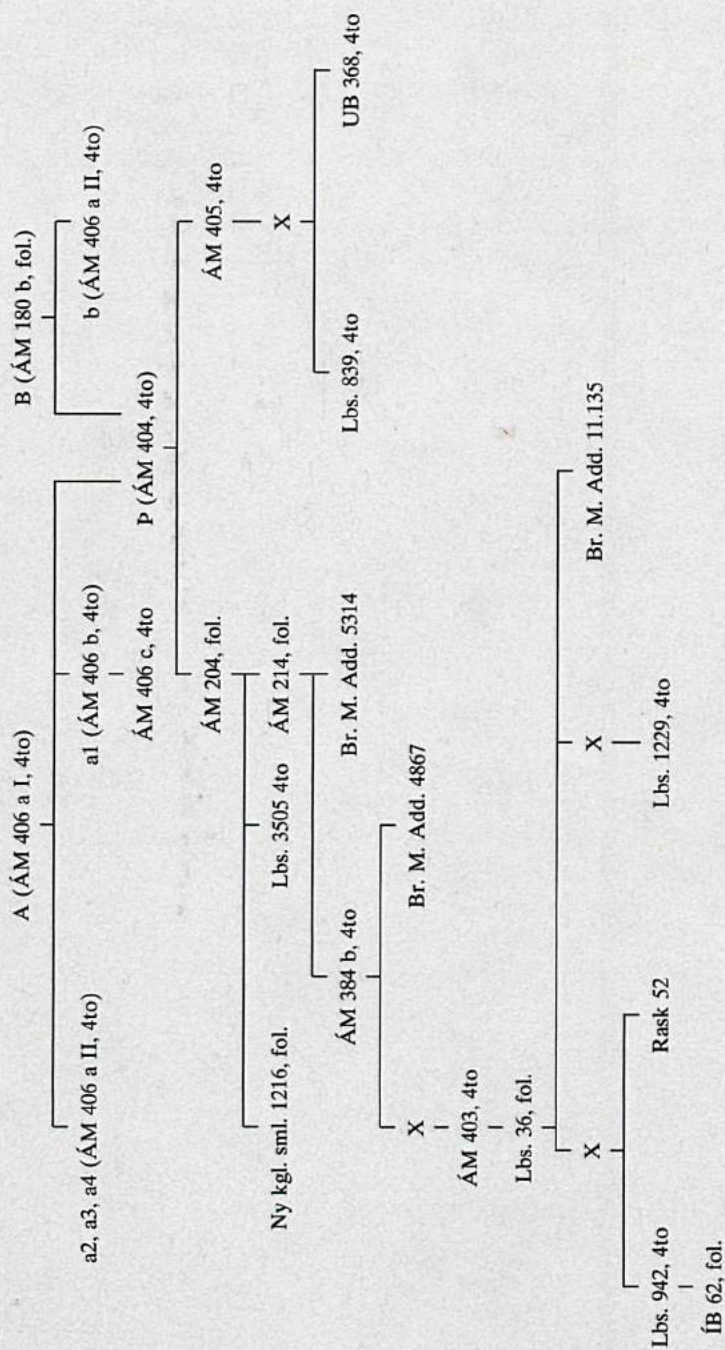 A (ÁM 406 a I, 4to)
B (ÁM 180 b, fol.)
a2, a3, a4 (ÁM 406 a II, 4to)
a1 (ÁM 406 b, 4to)
b (ÁM 406 a II, 4to)
ÁM 406 c, 4to
Þ (ÁM 404, 4to)
ÁM 204, fol.
ÁM 405, 4to
Ny kgl. sml. 1216, fol.
Lbs. 3505 4to
ÁM 214, fol.
X
ÁM 384 b, 4to
Br. M. Add. 5314
Lbs. 839, 4to
UB 368, 4to
X
Br. M. Add. 4867
ÁM 403, 4to
Lbs. 36, fol.
X
X
Br. M. Add. 11.135
Lbs. 942, 4to
Rask 52
Lbs. 1229, 4to
ÍB 62, fol.